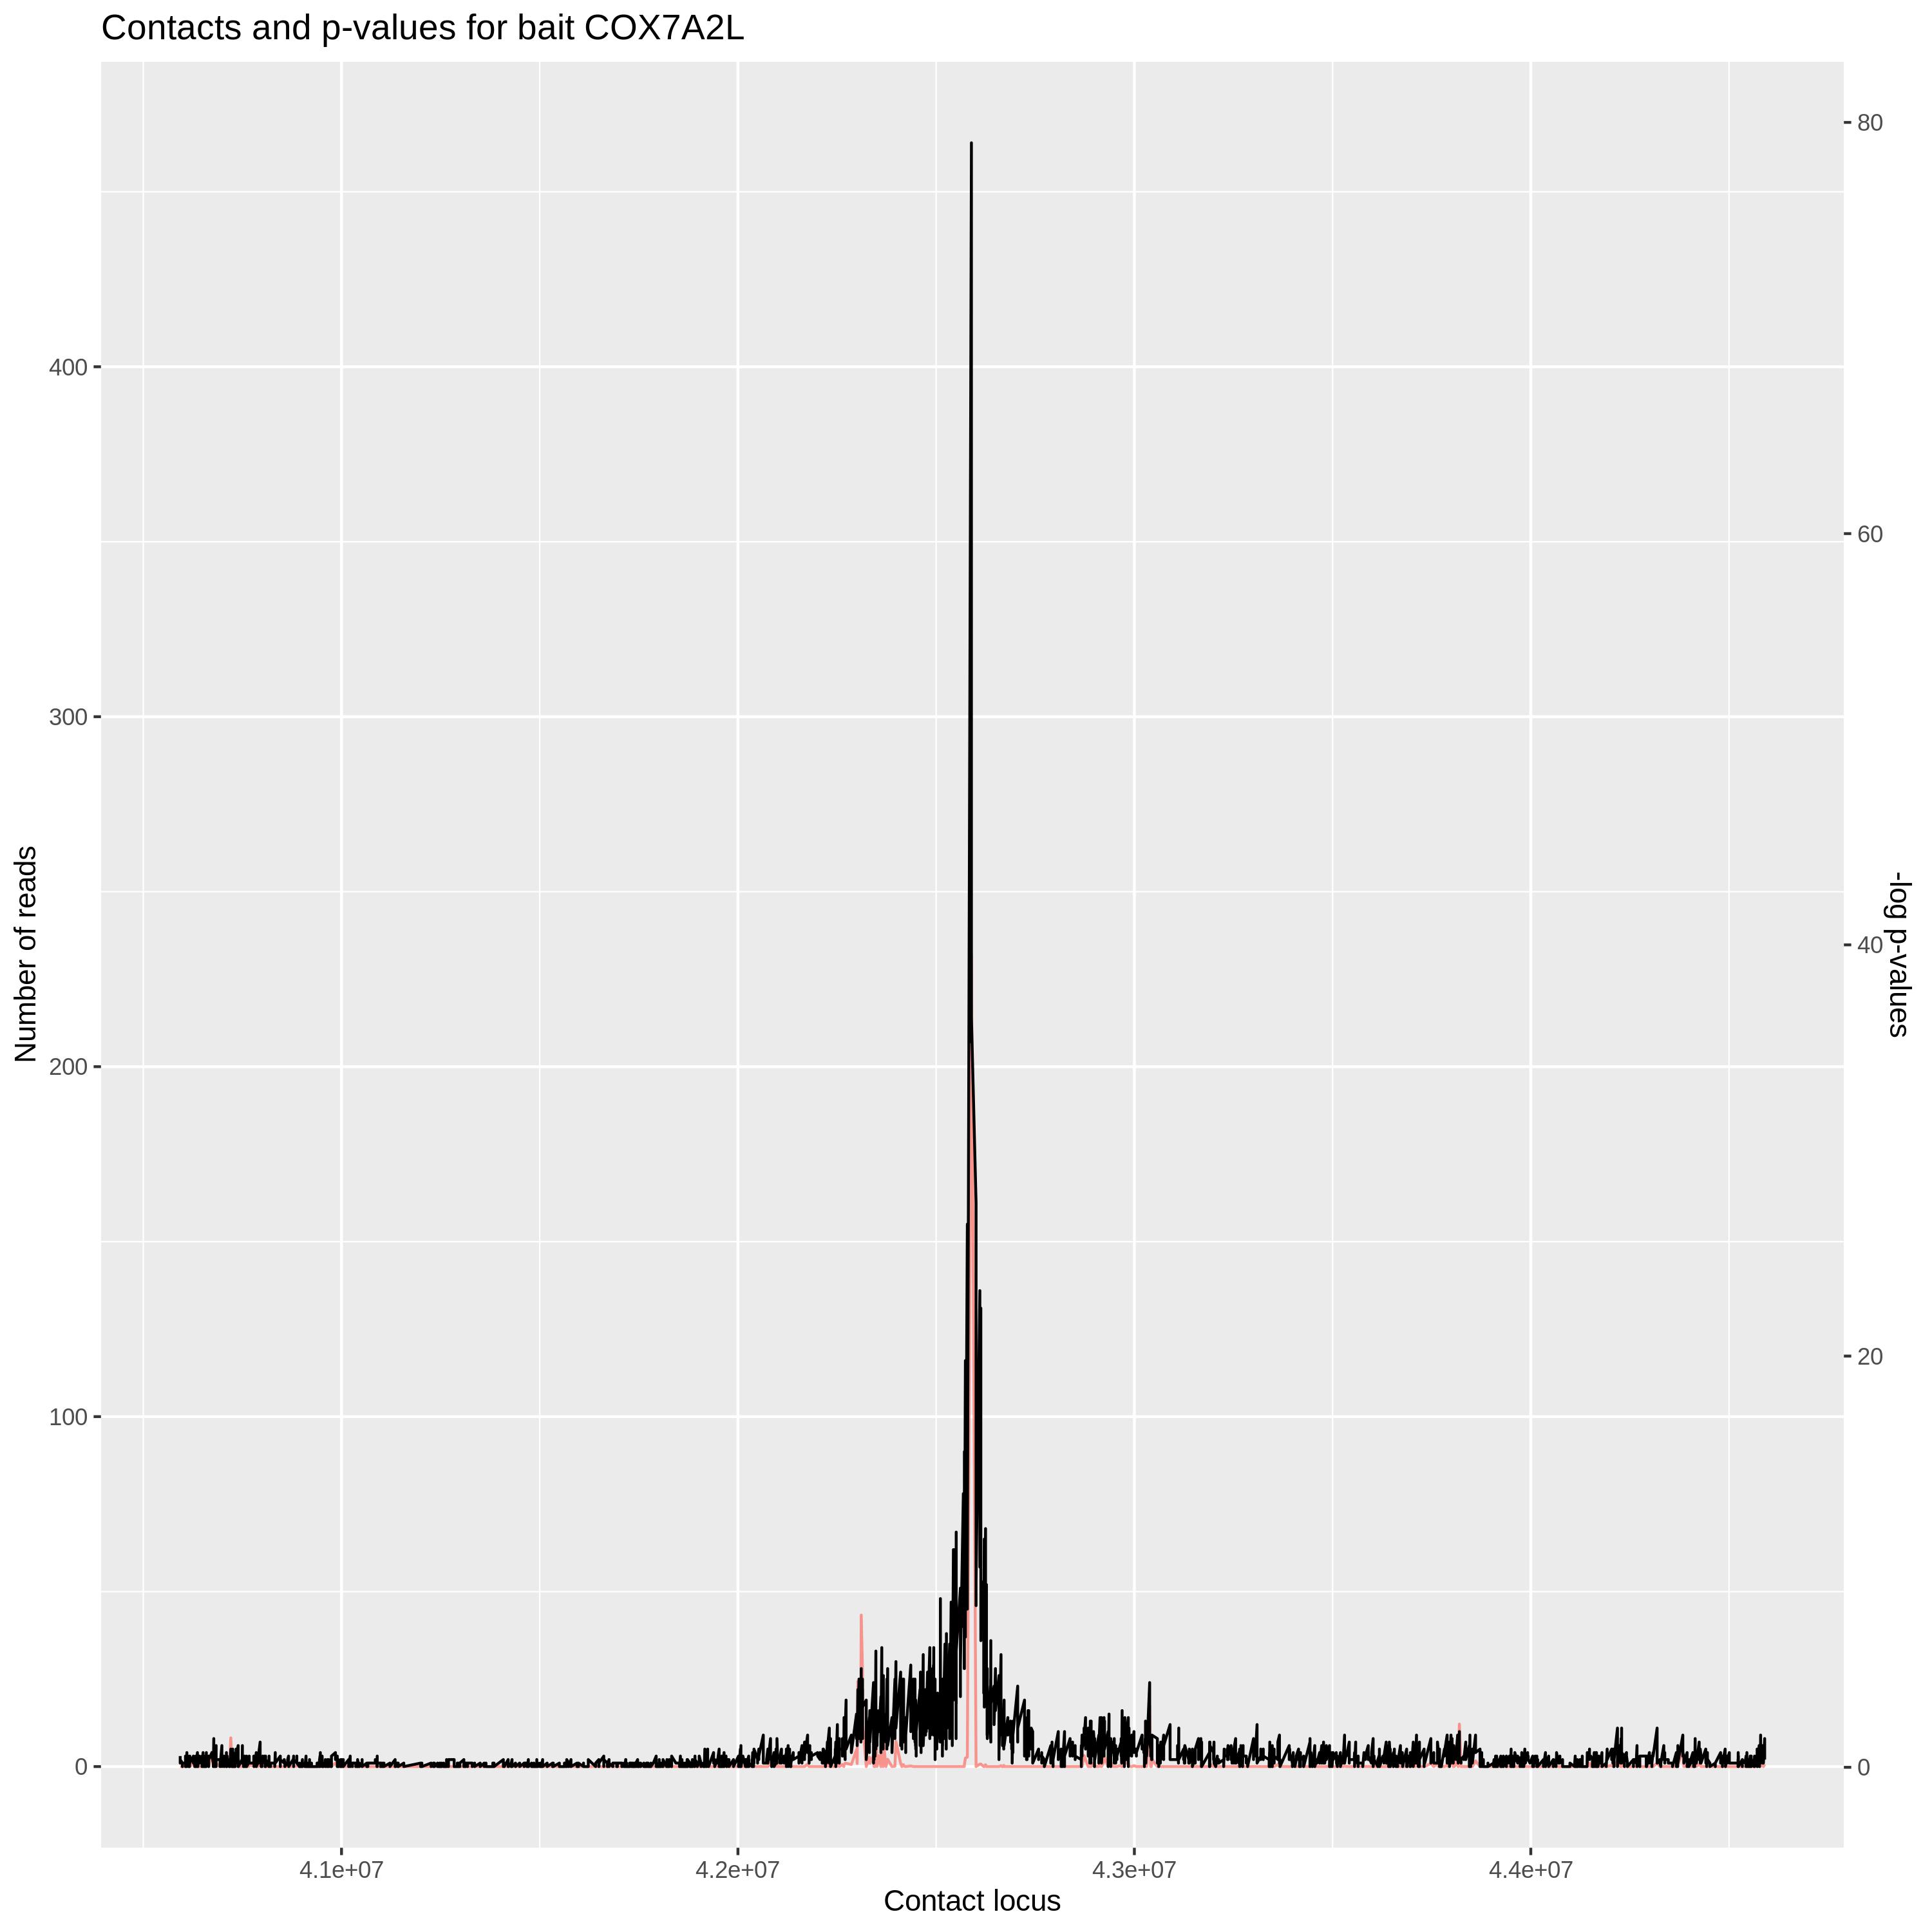 Contacts and p-values for bait COX7A2L
400
300
200
100
0
Number of reads
80
60
40
20
0
-log p-values
4.1e+07
4.2e+07
4.3e+07
4.4e+07
Contact locus